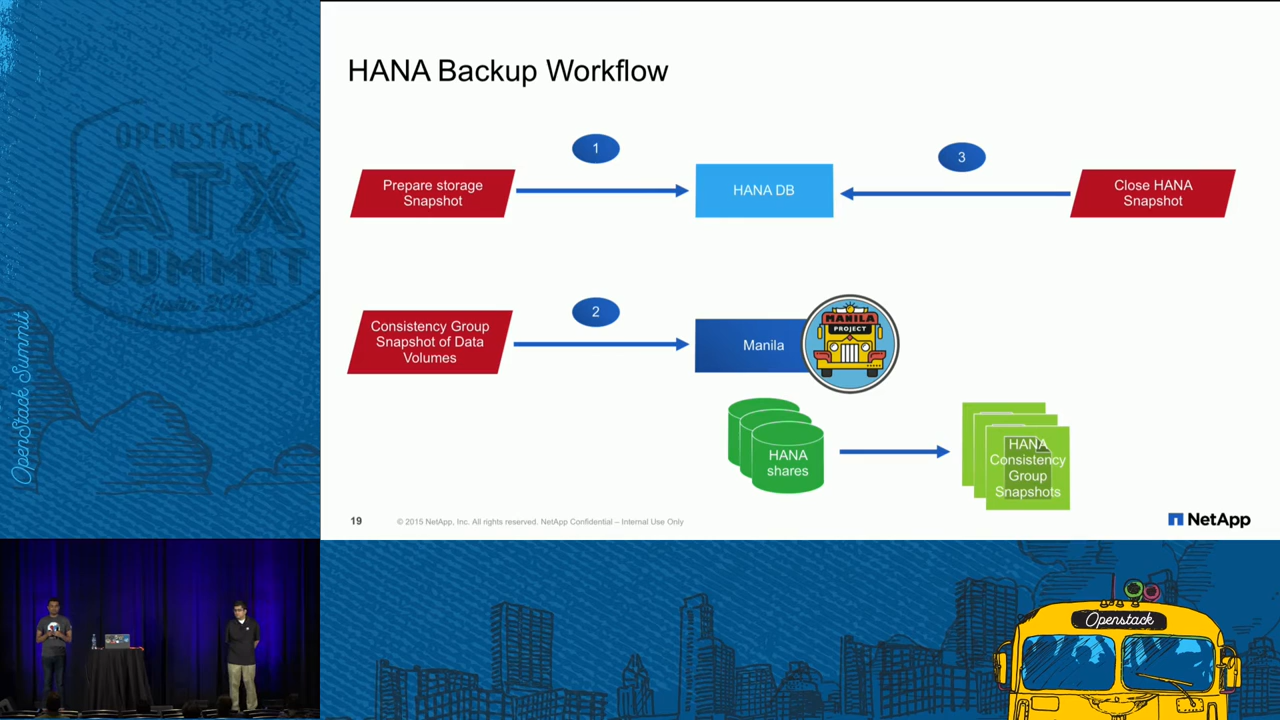 HANA Backup Workflow
1
3
Prepare storage
Snapshot
HANA DB
Close HANA
Snapshot
2
Consistency Group
Snapshot of Data
Volumes
Manila
MANILA
PROJECT
HANA
shares
HANA
Consistency
Group
Snapshots
19
© 2015 NetApp, Inc. All rights reserved. NetApp Confidential – Internal Use Only
NetApp
OPENSTACK
ATX
SUMMIT
OpenStack Summit
Openstack